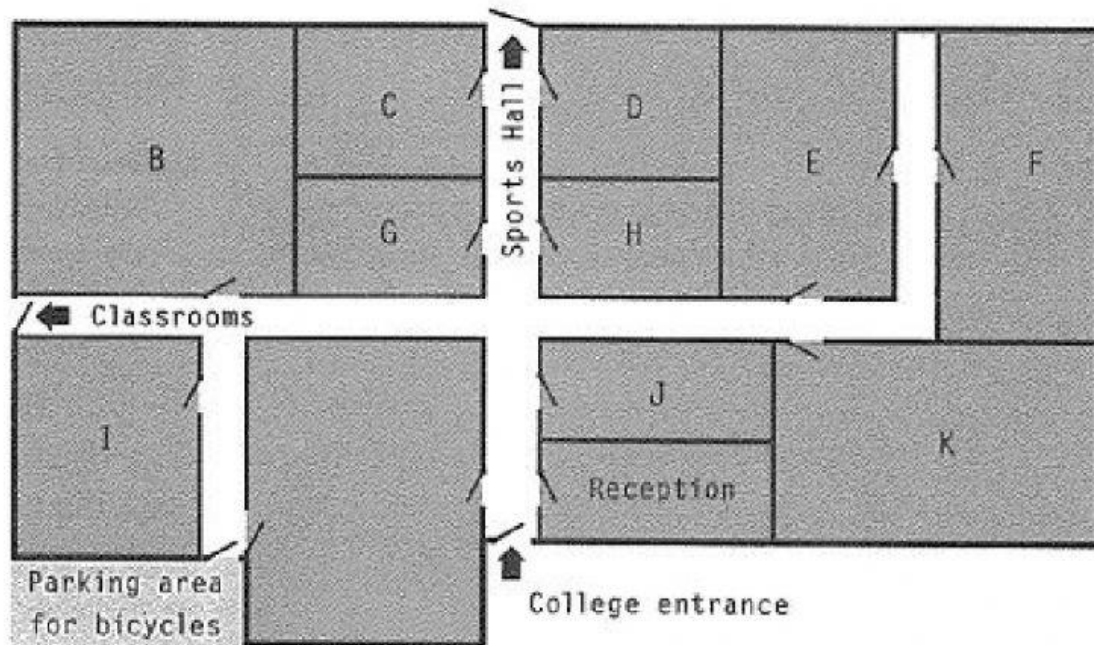 C
D
B
Sports Hall
E
F
G
H
Classrooms
I
J
K
Reception
Parking area
for bicycles
College entrance